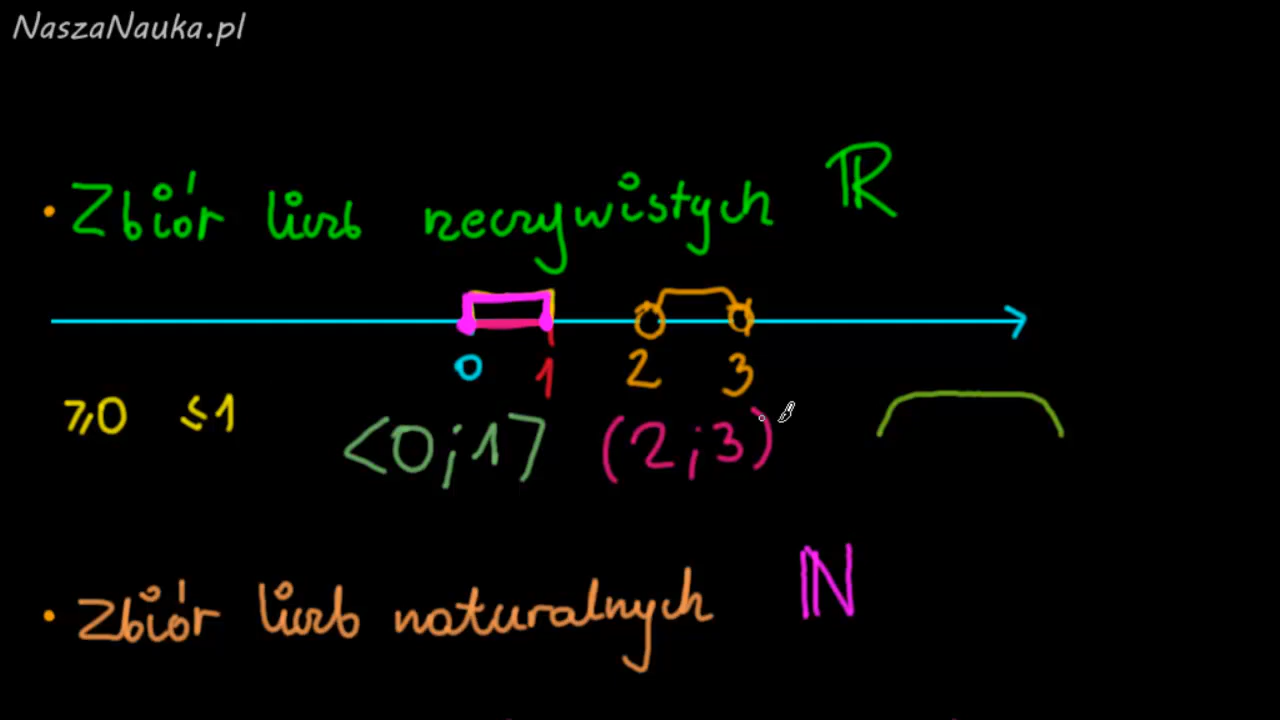 NaszaNauka.pl
• Zbiór liczb rzeczywistych ℝ
0 1 2 3
≥0 ≤1 <0;1> (2;3)
• Zbiór liczb naturalnych ℕ